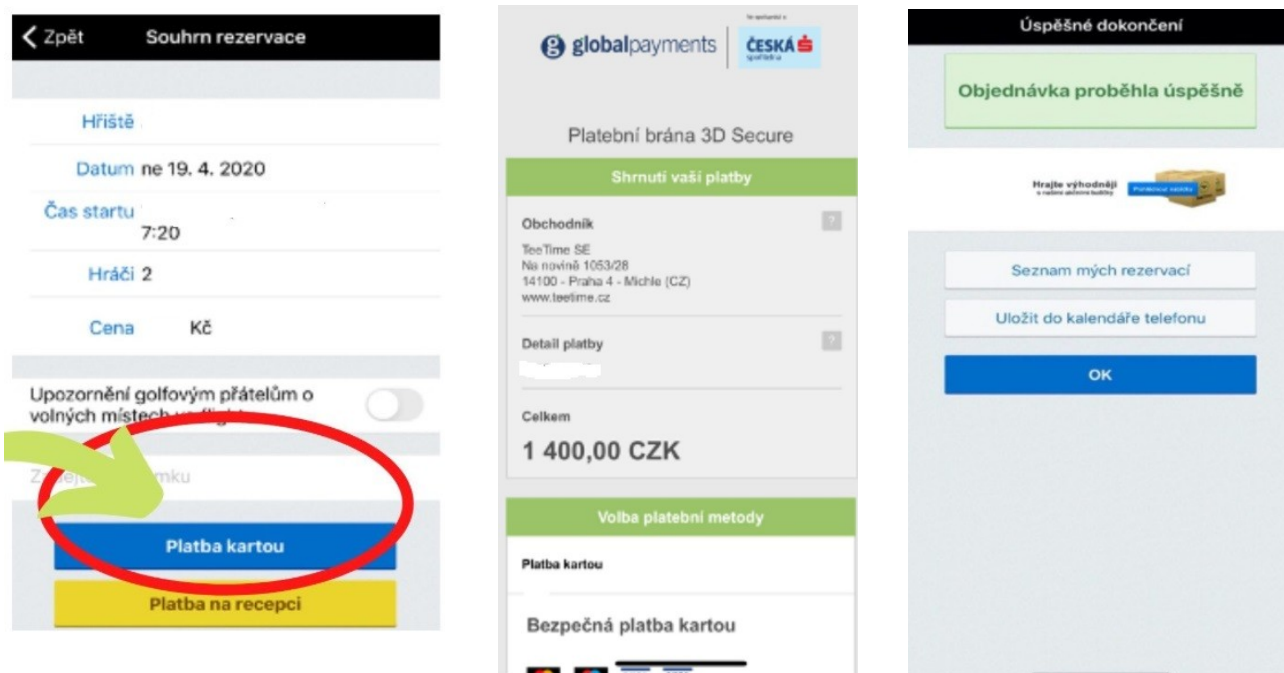 Zpět
Souhrn rezervace
Hřiště
Datum ne 19. 4. 2020
Čas startu
7:20
Hráči 2
Cena Kč
Upozornění golfovým přátelům o
volných místech
Platba kartou
Platba na recepci
globalpayments
ČESKÁ
spořitelna
Platební brána 3D Secure
Shrnutí vaší platby
Obchodník
?
TeeTime SE
Na novině 1053/28
14100 - Praha 4 - Michle (CZ)
www.teetime.cz
Detail platby
?
Celkem
1 400,00 CZK
Volba platební metody
Platba kartou
Bezpečná platba kartou
Úspěšné dokončení
Objednávka proběhla úspěšně
Hrajte výhodněji
Seznam mých rezervací
Uložit do kalendáře telefonu
OK